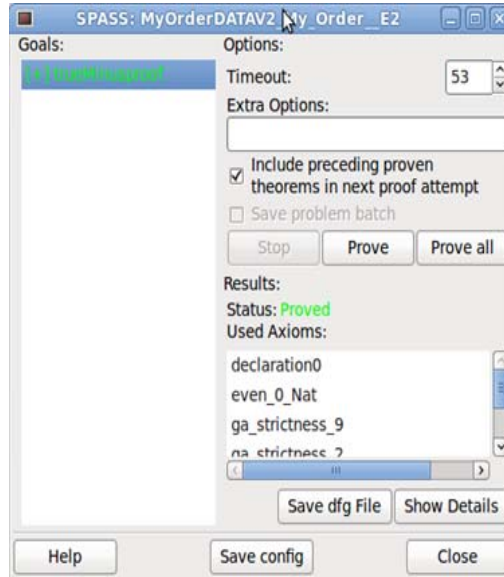 SPASS: MyOrderDATAV2_My_Order__E2
Goals:
Options:
Timeout:
53
Extra Options:
Include preceding proven
theorems in next proof attempt
Save problem batch
Stop
Prove
Prove all
Results:
Status: Proved
Used Axioms:
declaration0
even_0_Nat
ga_strictness_9
ga_strictness_2
Save dfg File
Show Details
Help
Save config
Close